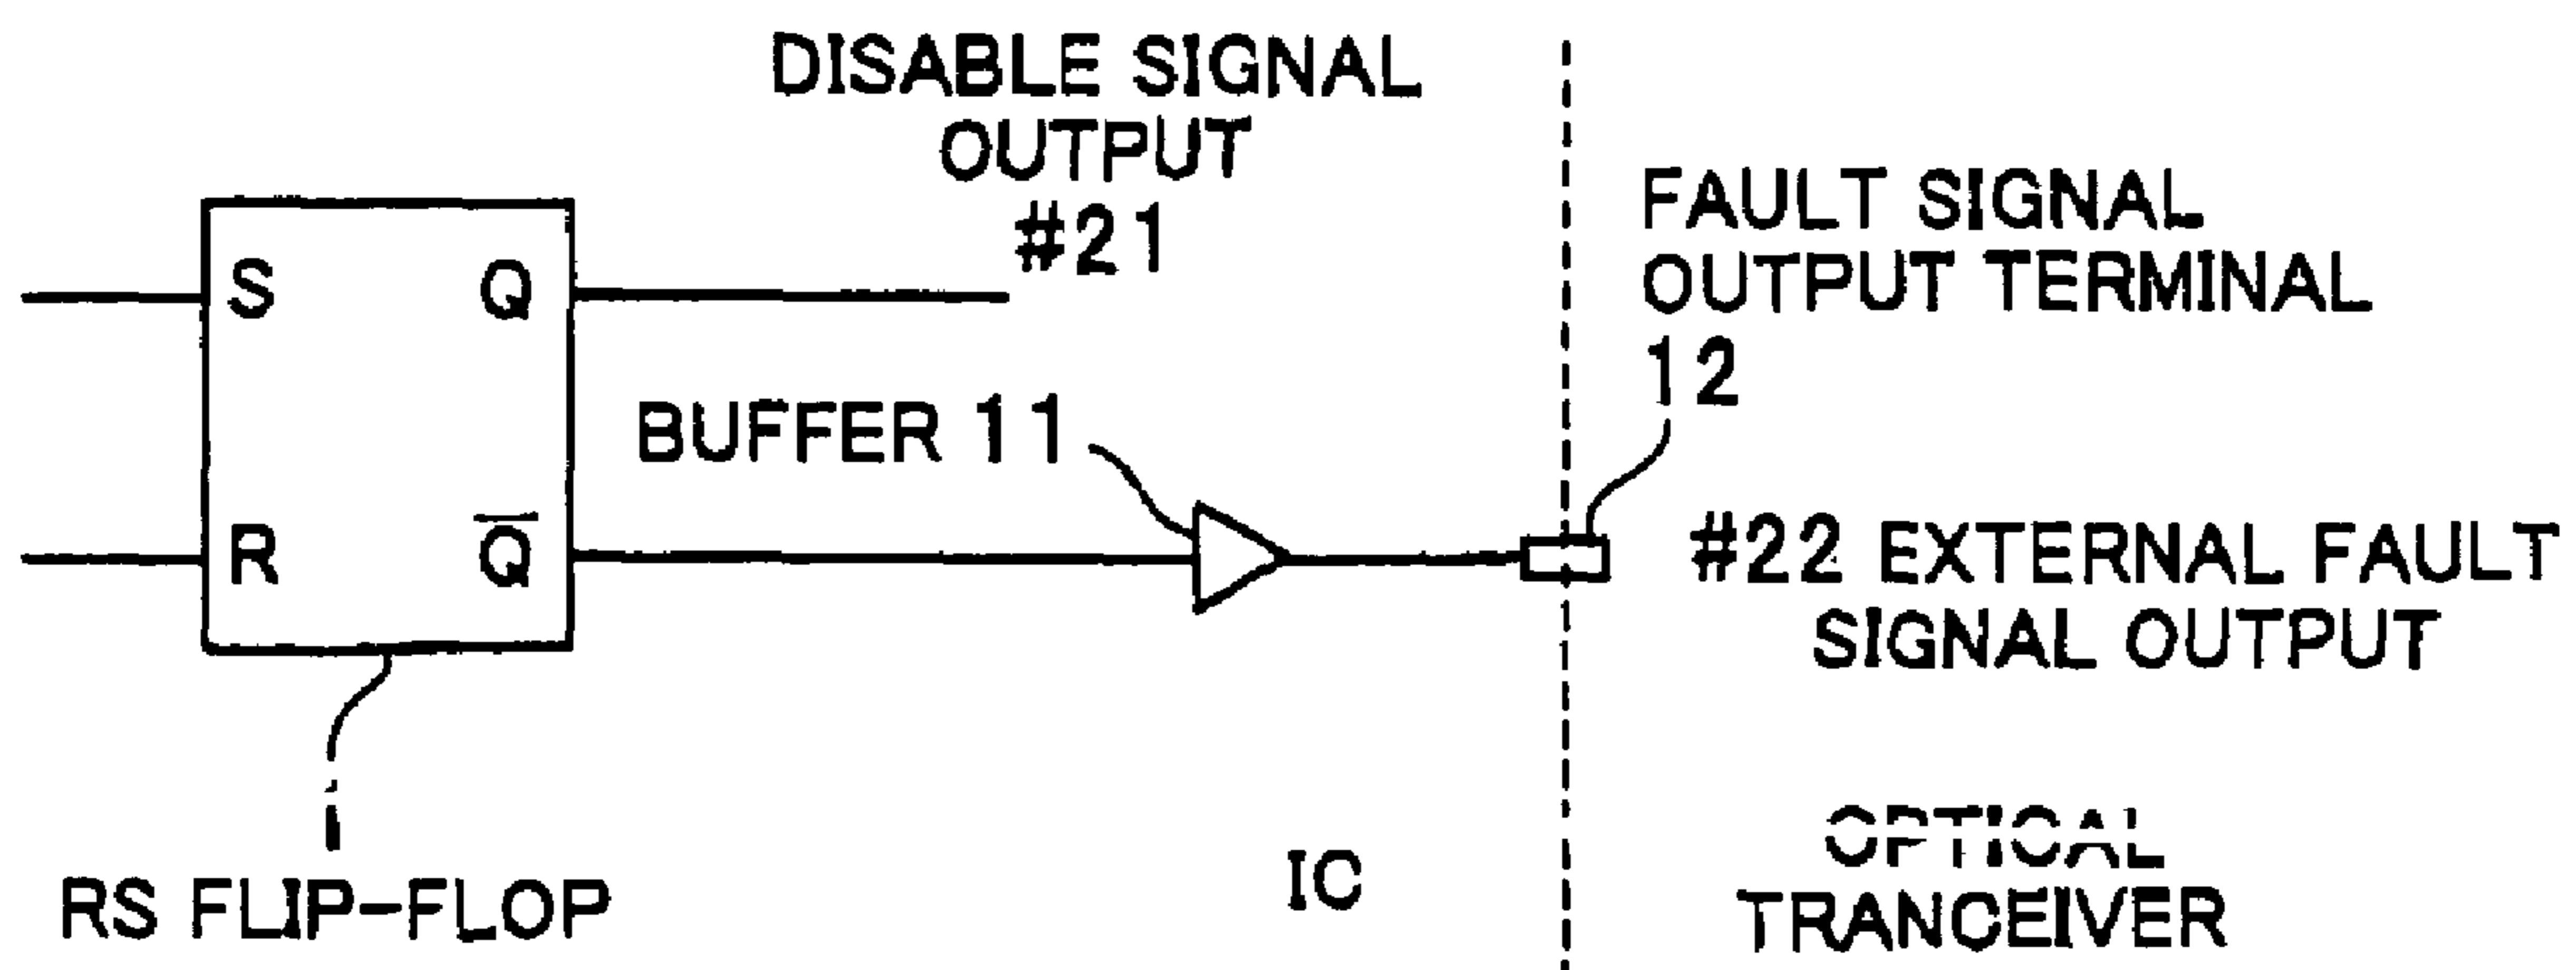 DISABLE SIGNAL
OUTPUT
#21
FAULT SIGNAL
OUTPUT TERMINAL
12
S Q
BUFFER 11
R Q̅
#22 EXTERNAL FAULT
SIGNAL OUTPUT
1
RS FLIP-FLOP
IC
OPTICAL
TRANCEIVER